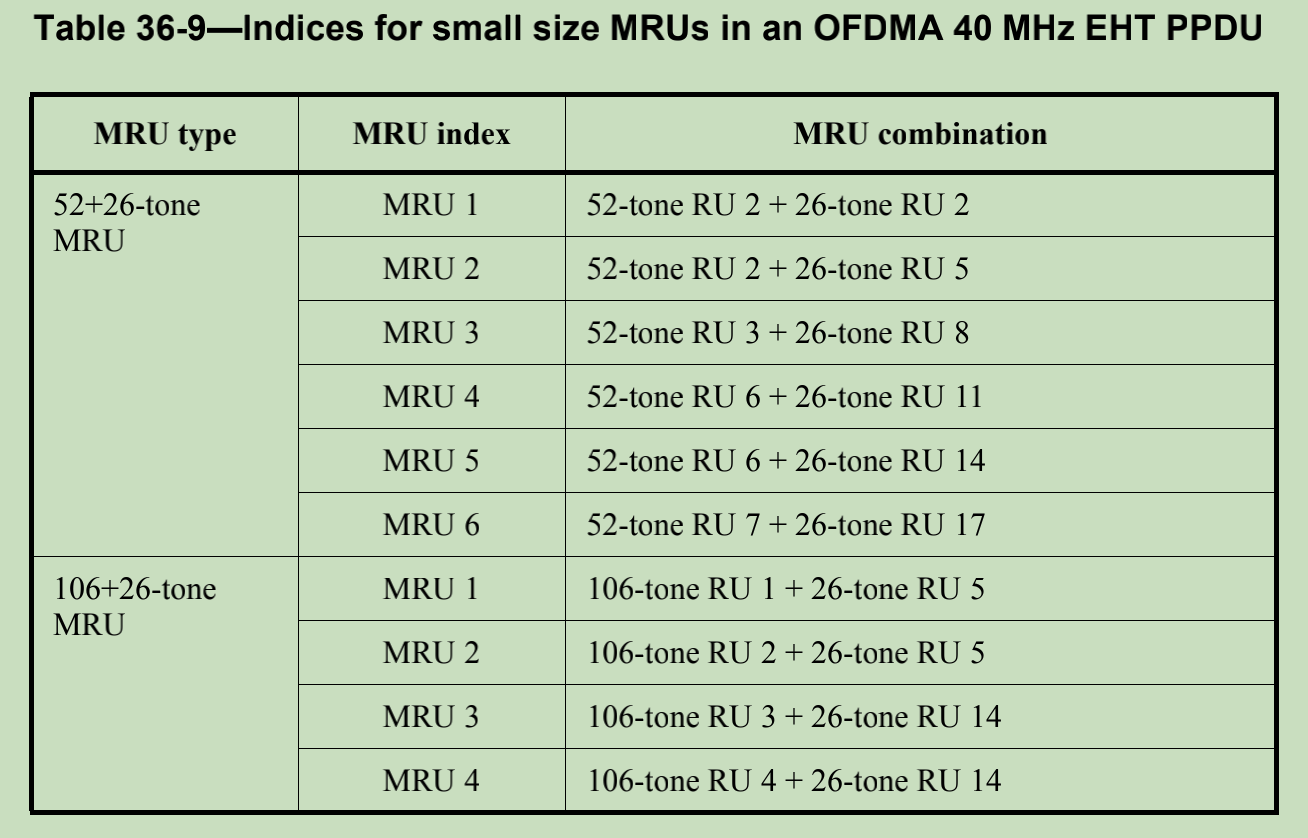 Table 36-9—Indices for small size MRUs in an OFDMA 40 MHz EHT PPDU
MRU type MRU index MRU combination
52+26-tone MRU
MRU 1 52-tone RU 2 + 26-tone RU 2
MRU 2 52-tone RU 2 + 26-tone RU 5
MRU 3 52-tone RU 3 + 26-tone RU 8
MRU 4 52-tone RU 6 + 26-tone RU 11
MRU 5 52-tone RU 6 + 26-tone RU 14
MRU 6 52-tone RU 7 + 26-tone RU 17
106+26-tone MRU
MRU 1 106-tone RU 1 + 26-tone RU 5
MRU 2 106-tone RU 2 + 26-tone RU 5
MRU 3 106-tone RU 3 + 26-tone RU 14
MRU 4 106-tone RU 4 + 26-tone RU 14